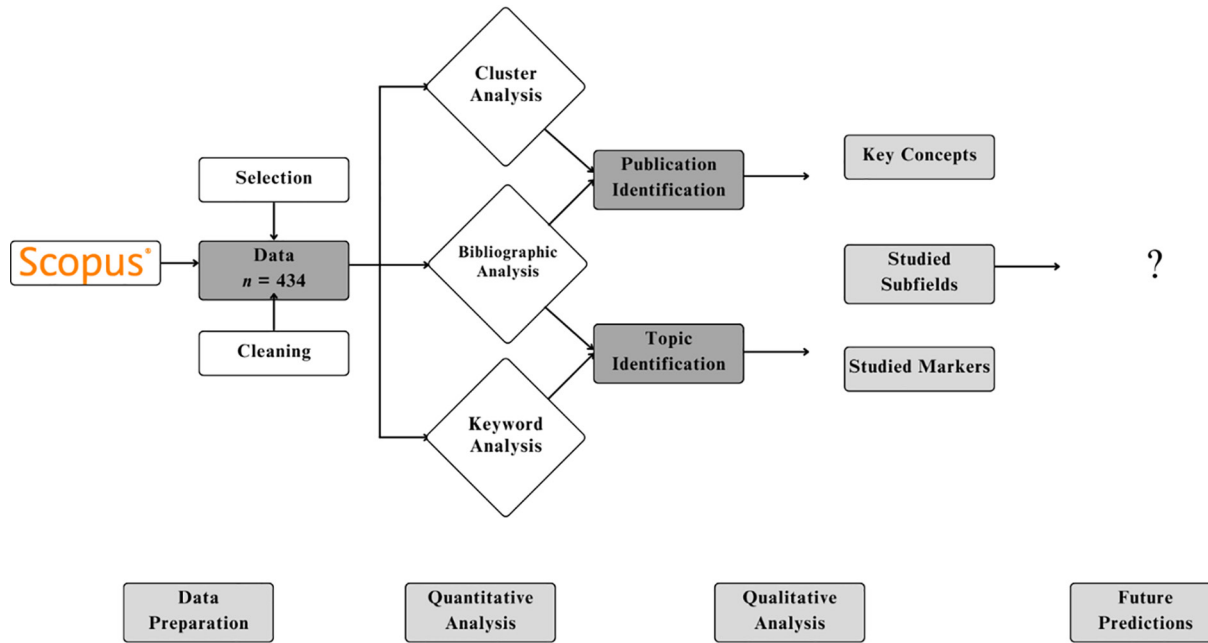 Cluster
Analysis
Selection
Publication
Identification
Key Concepts
Scopus®
Data
n = 434
Bibliographic
Analysis
Studied
Subfields
?
Cleaning
Topic
Identification
Studied Markers
Keyword
Analysis
Data
Preparation
Quantitative
Analysis
Qualitative
Analysis
Future
Predictions